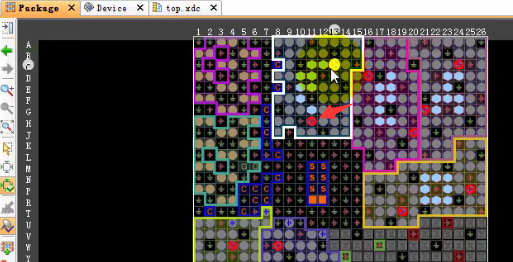 Package × Device × top.xdc ×
1 2 3 4 5 6 7 8 9 10 11 12 13 14 15 16 17 18 19 20 21 22 23 24 25 26
A
B
C
D
E
F
G
H
J
K
L
M
N
P
R
T
U
V
W
Y
S S
S S
S
C C C
C
C